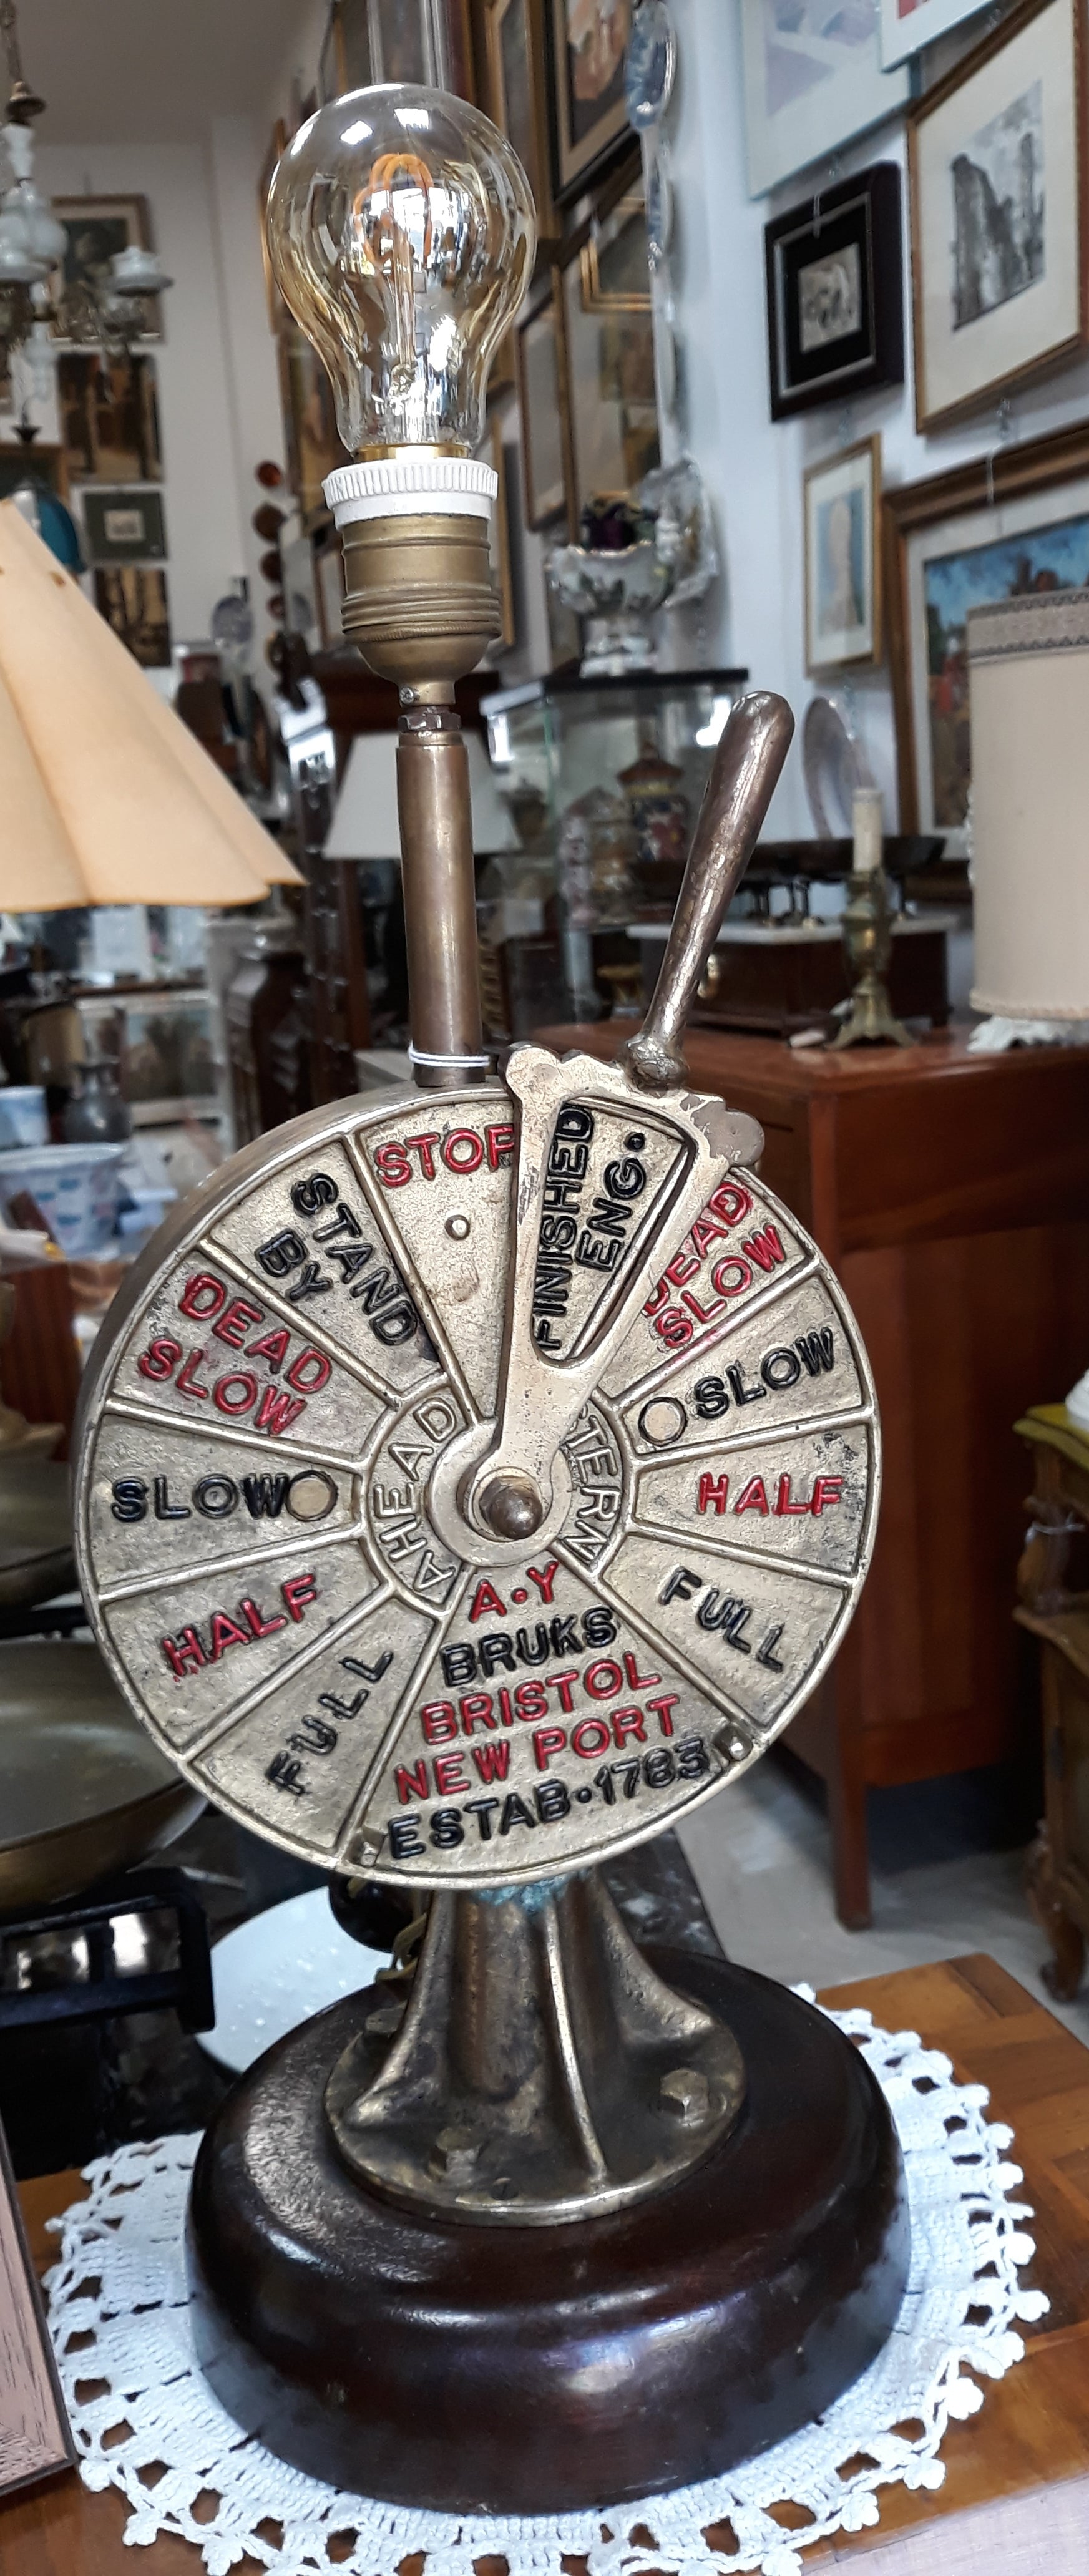 STOP
FINISHED
ENG.
DEAD
SLOW
SLOW
HALF
FULL
STAND
BY
DEAD
SLOW
SLOW
HALF
FULL
AHEAD
STERN
A·Y
BRUKS
BRISTOL
NEW PORT
ESTAB·1783